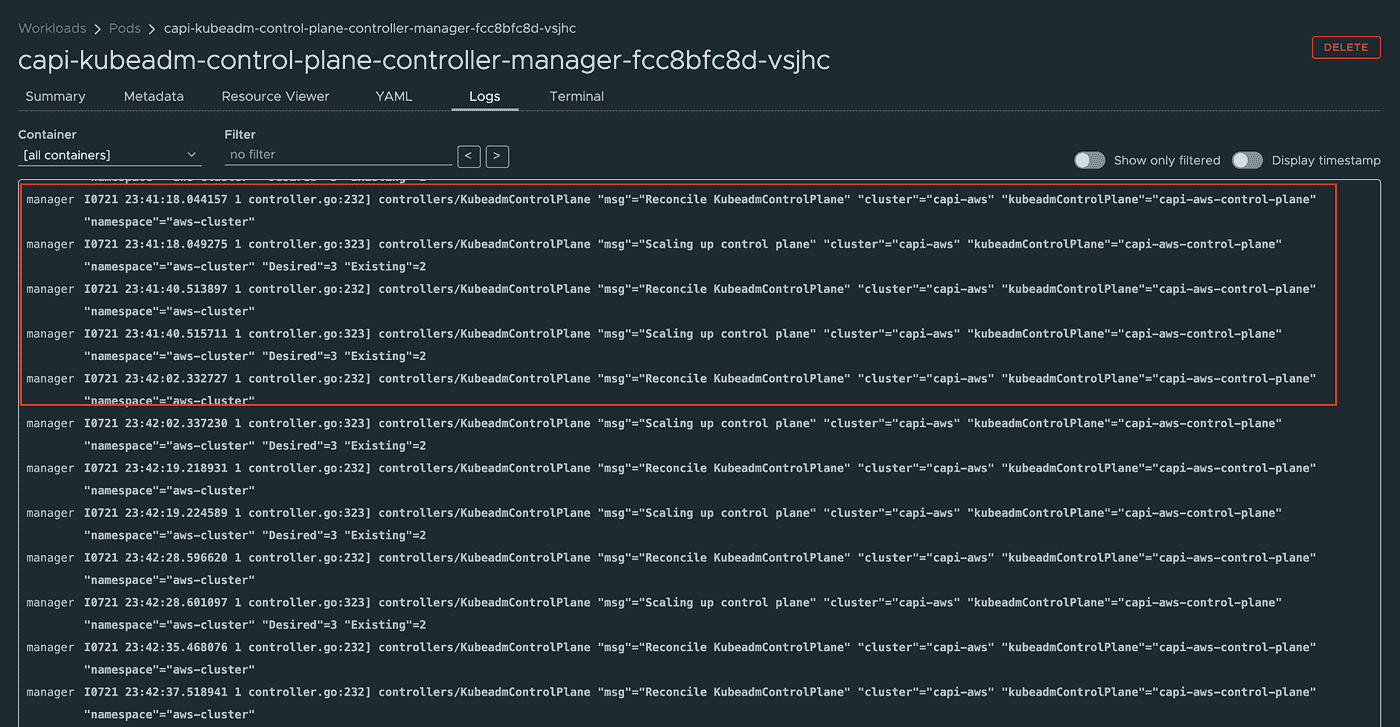 Workloads > Pods > capi-kubeadm-control-plane-controller-manager-fcc8bfc8d-vsjhc
capi-kubeadm-control-plane-controller-manager-fcc8bfc8d-vsjhc
DELETE
Summary Metadata Resource Viewer YAML Logs Terminal
Container Filter
[all containers] no filter < > Show only filtered Display timestamp
"namespace"="aws-cluster" "Desired"=3 "Existing"=2
manager I0721 23:41:18.044157 1 controller.go:232] controllers/KubeadmControlPlane "msg"="Reconcile KubeadmControlPlane" "cluster"="capi-aws" "kubeadmControlPlane"="capi-aws-control-plane"
"namespace"="aws-cluster"
manager I0721 23:41:18.049275 1 controller.go:323] controllers/KubeadmControlPlane "msg"="Scaling up control plane" "cluster"="capi-aws" "kubeadmControlPlane"="capi-aws-control-plane"
"namespace"="aws-cluster" "Desired"=3 "Existing"=2
manager I0721 23:41:40.513897 1 controller.go:232] controllers/KubeadmControlPlane "msg"="Reconcile KubeadmControlPlane" "cluster"="capi-aws" "kubeadmControlPlane"="capi-aws-control-plane"
"namespace"="aws-cluster"
manager I0721 23:41:40.515711 1 controller.go:323] controllers/KubeadmControlPlane "msg"="Scaling up control plane" "cluster"="capi-aws" "kubeadmControlPlane"="capi-aws-control-plane"
"namespace"="aws-cluster" "Desired"=3 "Existing"=2
manager I0721 23:42:02.332727 1 controller.go:232] controllers/KubeadmControlPlane "msg"="Reconcile KubeadmControlPlane" "cluster"="capi-aws" "kubeadmControlPlane"="capi-aws-control-plane"
"namespace"="aws-cluster"
manager I0721 23:42:02.337230 1 controller.go:323] controllers/KubeadmControlPlane "msg"="Scaling up control plane" "cluster"="capi-aws" "kubeadmControlPlane"="capi-aws-control-plane"
"namespace"="aws-cluster" "Desired"=3 "Existing"=2
manager I0721 23:42:19.218931 1 controller.go:232] controllers/KubeadmControlPlane "msg"="Reconcile KubeadmControlPlane" "cluster"="capi-aws" "kubeadmControlPlane"="capi-aws-control-plane"
"namespace"="aws-cluster"
manager I0721 23:42:19.224589 1 controller.go:323] controllers/KubeadmControlPlane "msg"="Scaling up control plane" "cluster"="capi-aws" "kubeadmControlPlane"="capi-aws-control-plane"
"namespace"="aws-cluster" "Desired"=3 "Existing"=2
manager I0721 23:42:28.596620 1 controller.go:232] controllers/KubeadmControlPlane "msg"="Reconcile KubeadmControlPlane" "cluster"="capi-aws" "kubeadmControlPlane"="capi-aws-control-plane"
"namespace"="aws-cluster"
manager I0721 23:42:28.601097 1 controller.go:323] controllers/KubeadmControlPlane "msg"="Scaling up control plane" "cluster"="capi-aws" "kubeadmControlPlane"="capi-aws-control-plane"
"namespace"="aws-cluster" "Desired"=3 "Existing"=2
manager I0721 23:42:35.468076 1 controller.go:232] controllers/KubeadmControlPlane "msg"="Reconcile KubeadmControlPlane" "cluster"="capi-aws" "kubeadmControlPlane"="capi-aws-control-plane"
"namespace"="aws-cluster"
manager I0721 23:42:37.518941 1 controller.go:232] controllers/KubeadmControlPlane "msg"="Reconcile KubeadmControlPlane" "cluster"="capi-aws" "kubeadmControlPlane"="capi-aws-control-plane"
"namespace"="aws-cluster"